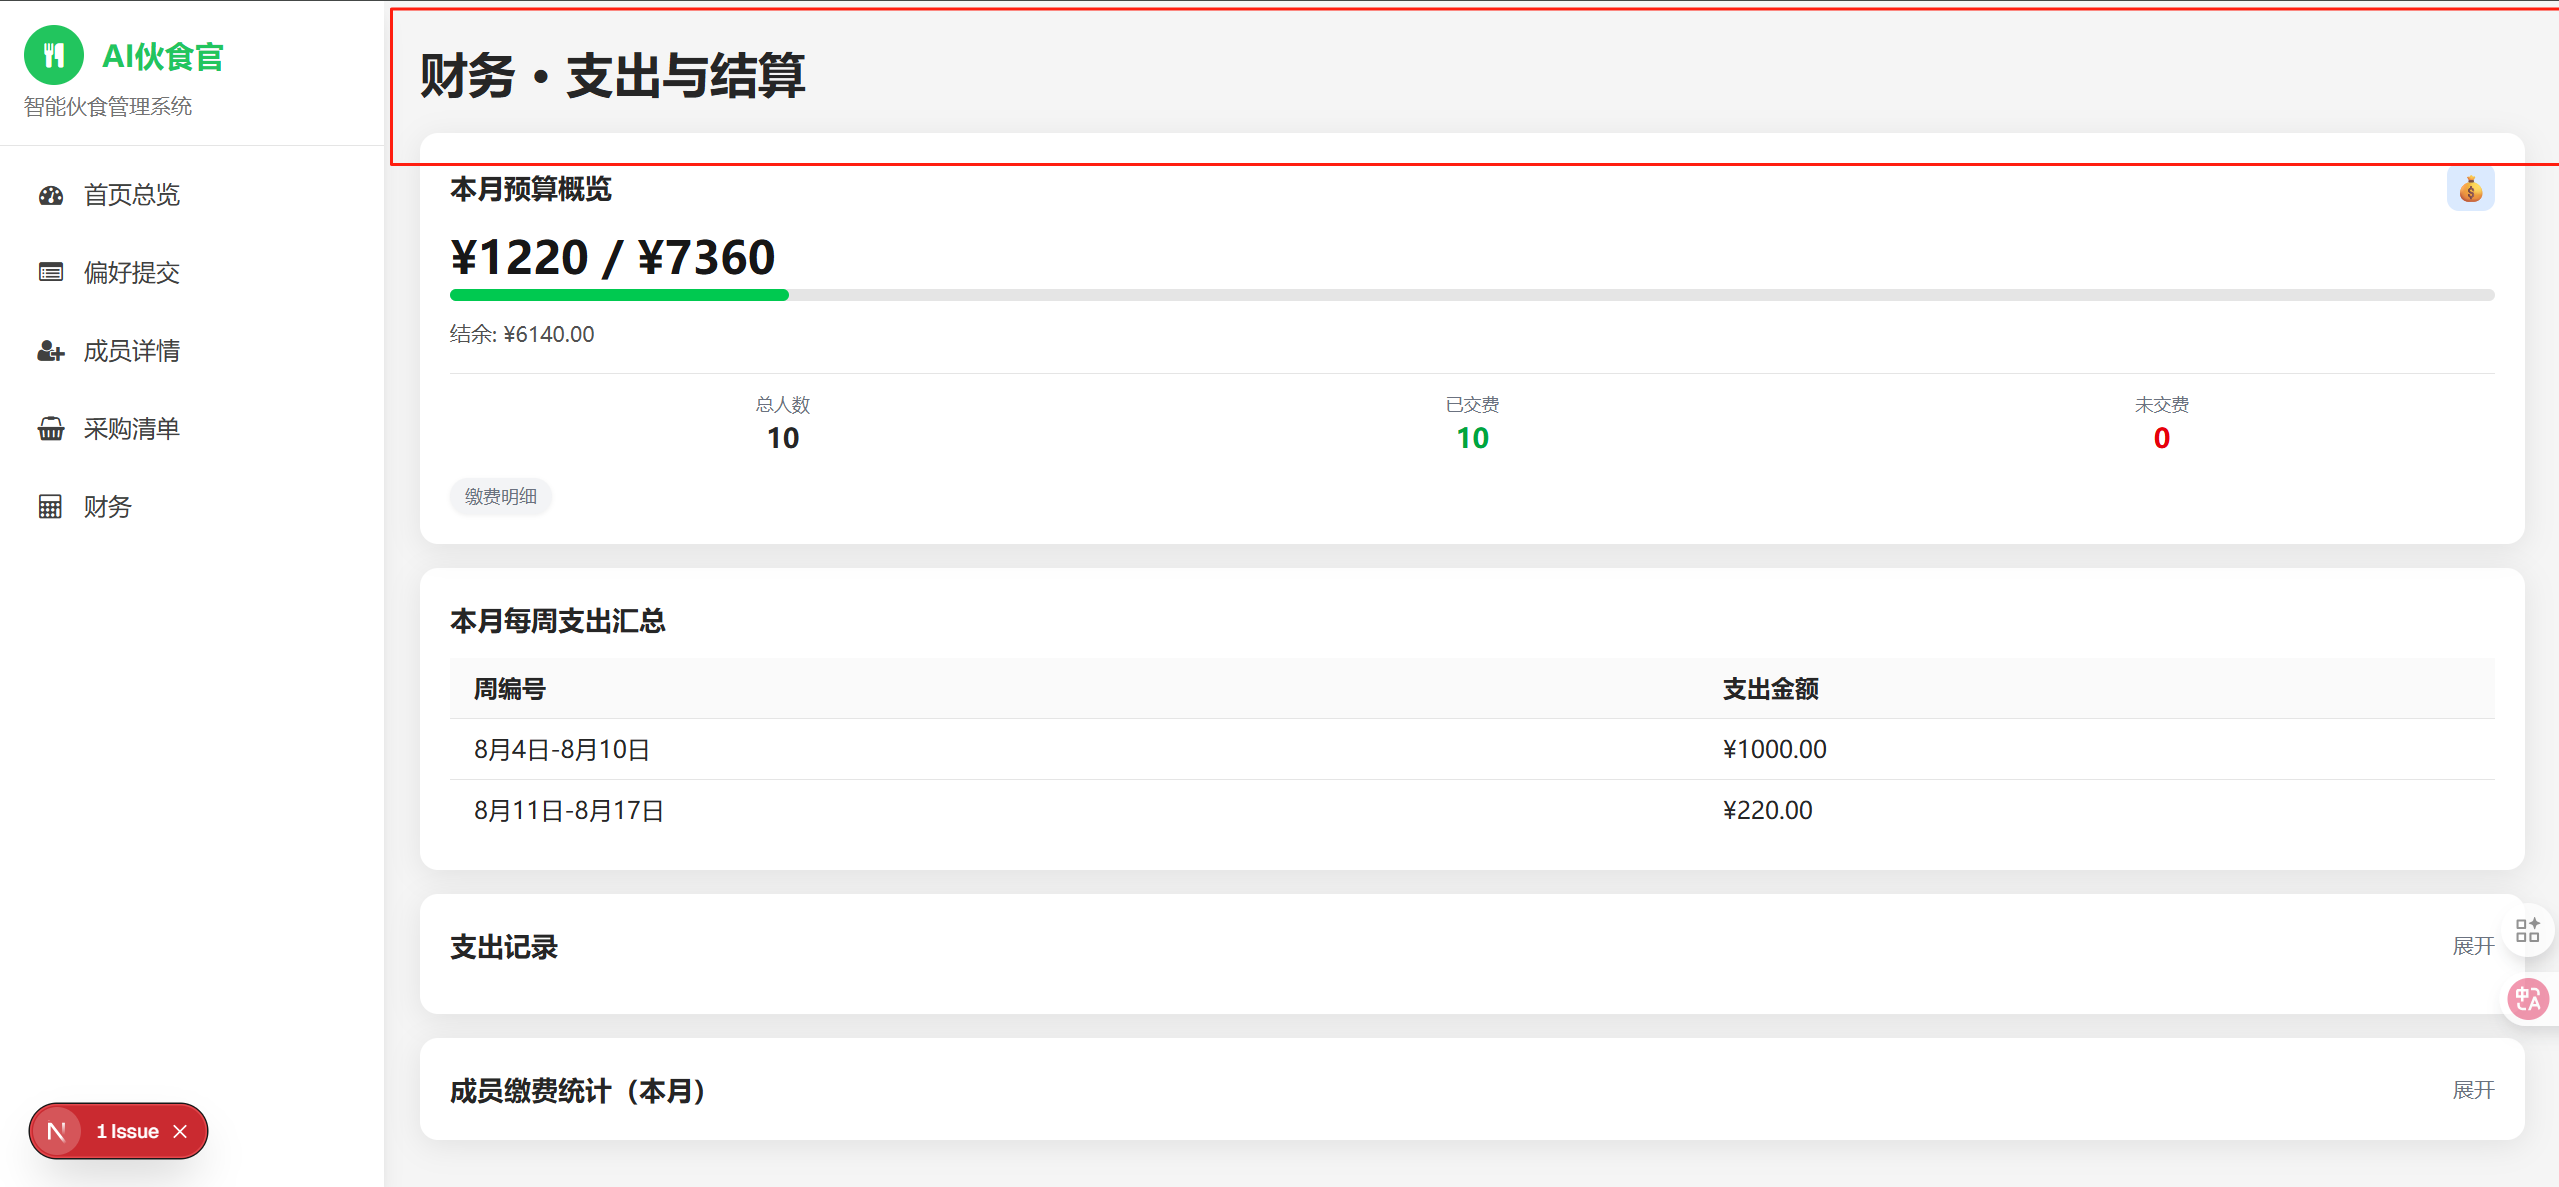 AI伙食官
智能伙食管理系统
首页总览
偏好提交
成员详情
采购清单
财务
N 1 Issue
财务 · 支出与结算
本月预算概览
¥1220 / ¥7360
结余: ¥6140.00
总人数 已交费 未交费
10 10 0
缴费明细
本月每周支出汇总
周编号 支出金额
8月4日-8月10日 ¥1000.00
8月11日-8月17日 ¥220.00
支出记录 展开
中A
成员缴费统计（本月） 展开